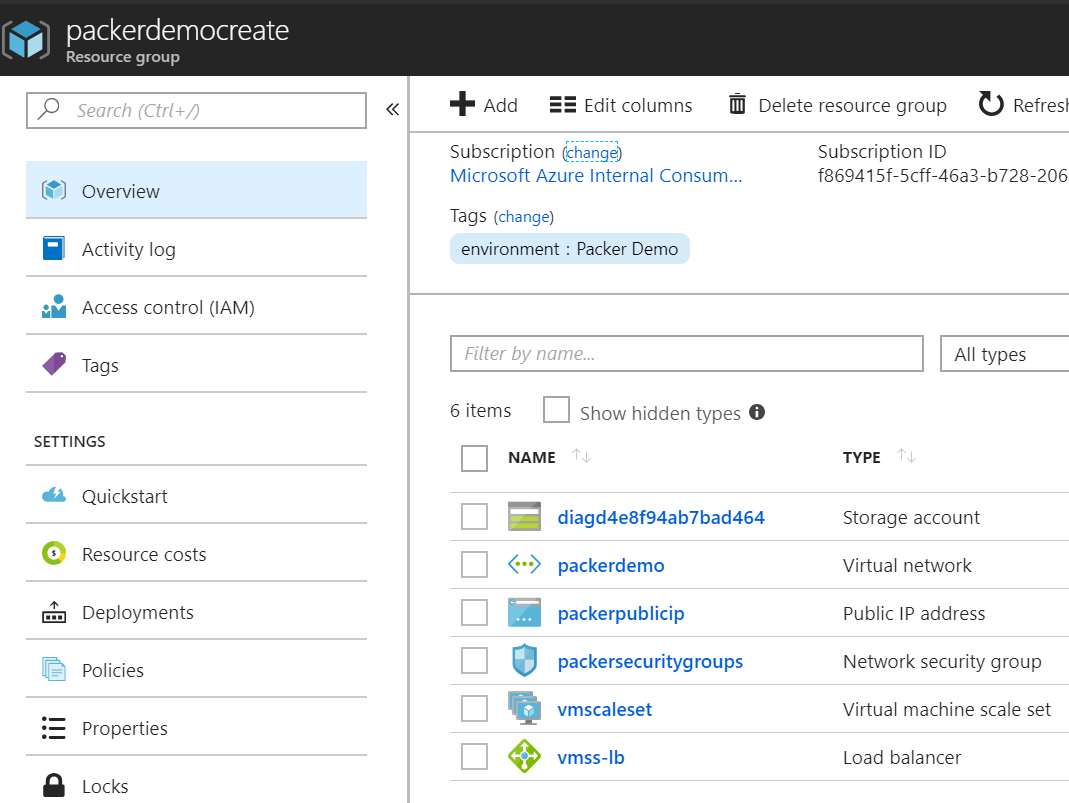 packerdemocreate
Resource group
Search (Ctrl+/)
Overview
Activity log
Access control (IAM)
Tags
SETTINGS
Quickstart
Resource costs
Deployments
Policies
Properties
Locks
Add
Edit columns
Delete resource group
Refresh
Subscription (change)
Microsoft Azure Internal Consum...
Subscription ID
f869415f-5cff-46a3-b728-206
Tags (change)
environment : Packer Demo
Filter by name...
All types
6 items
Show hidden types
NAME TYPE
diagd4e8f94ab7bad464 Storage account
packerdemo Virtual network
packerpublicip Public IP address
packersecuritygroups Network security group
vmscaleset Virtual machine scale set
vmss-lb Load balancer